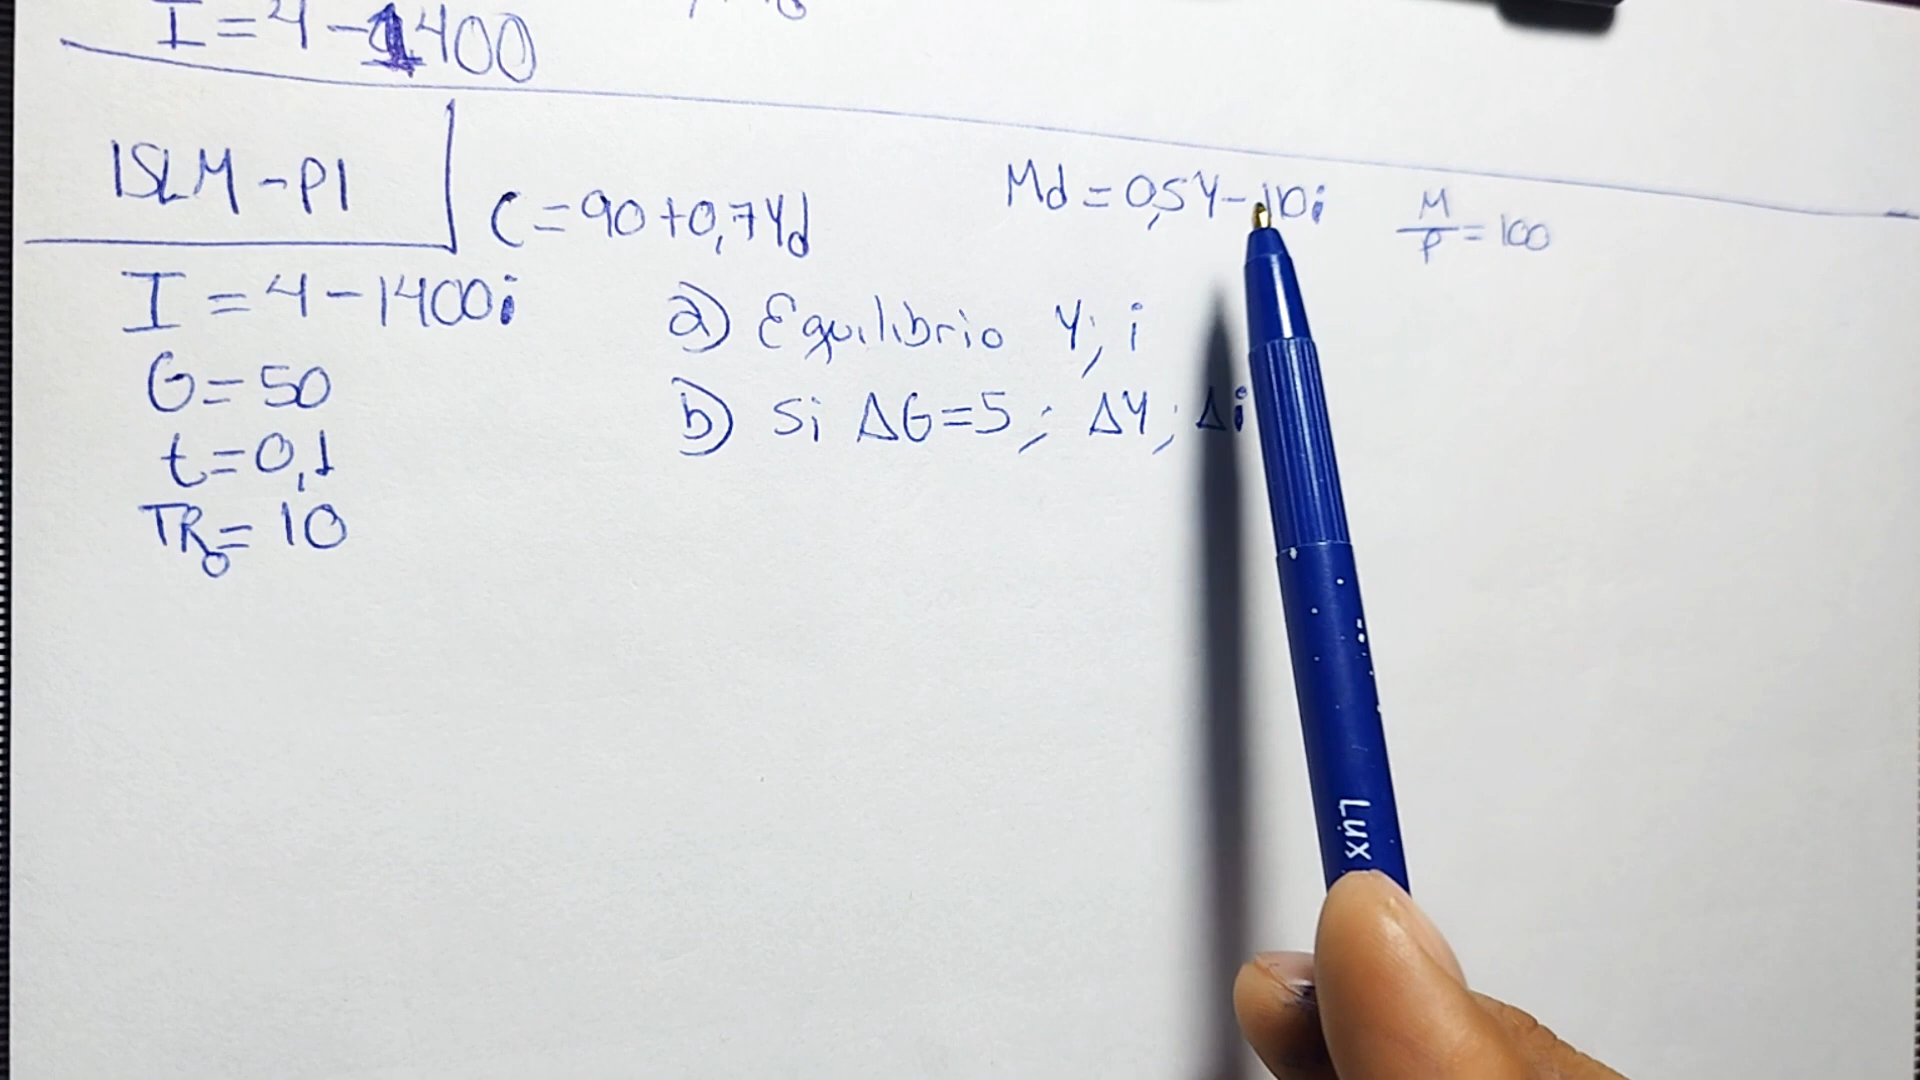 I = 4 - 1400
ISLM - P1
C = 90 + 0,7Yd
Md = 0,5Y - 110i
M/P = 100
I = 4 - 1400i
G = 50
t = 0,1
TR₀ = 10
a) Equilibrio Y; i
b) Si ΔG = 5; ΔY; Δi
Lux